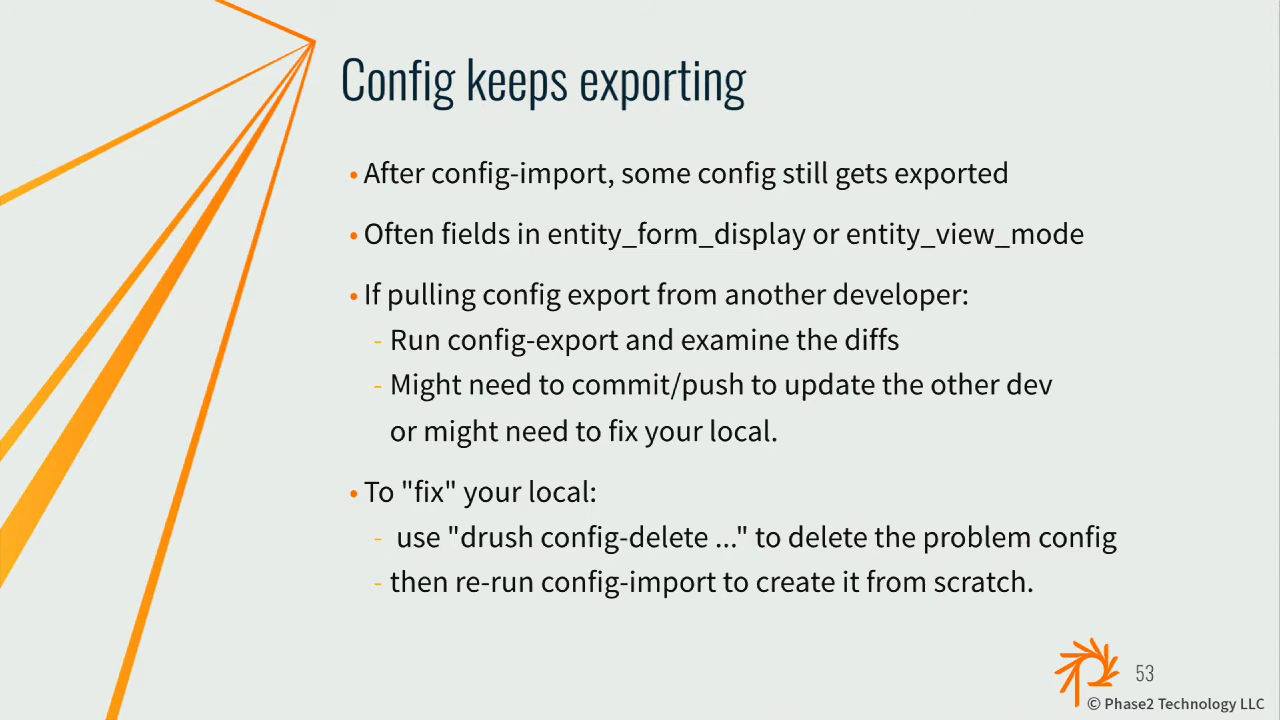 Config keeps exporting
• After config-import, some config still gets exported
• Often fields in entity_form_display or entity_view_mode
• If pulling config export from another developer:
- Run config-export and examine the diffs
- Might need to commit/push to update the other dev
or might need to fix your local.
• To "fix" your local:
- use "drush config-delete ..." to delete the problem config
- then re-run config-import to create it from scratch.
53
© Phase2 Technology LLC